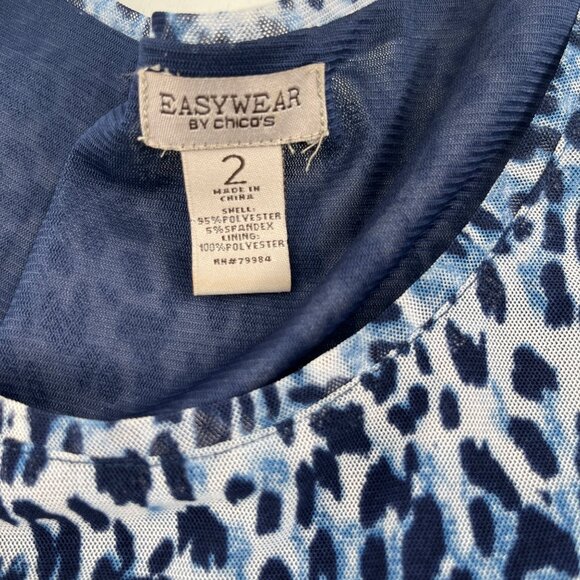 EASYWEAR
BY CHICO'S
2
MADE IN
CHINA
SHELL:
95%POLYESTER
5%SPANDEX
LINING:
100%POLYESTER
RN#79984